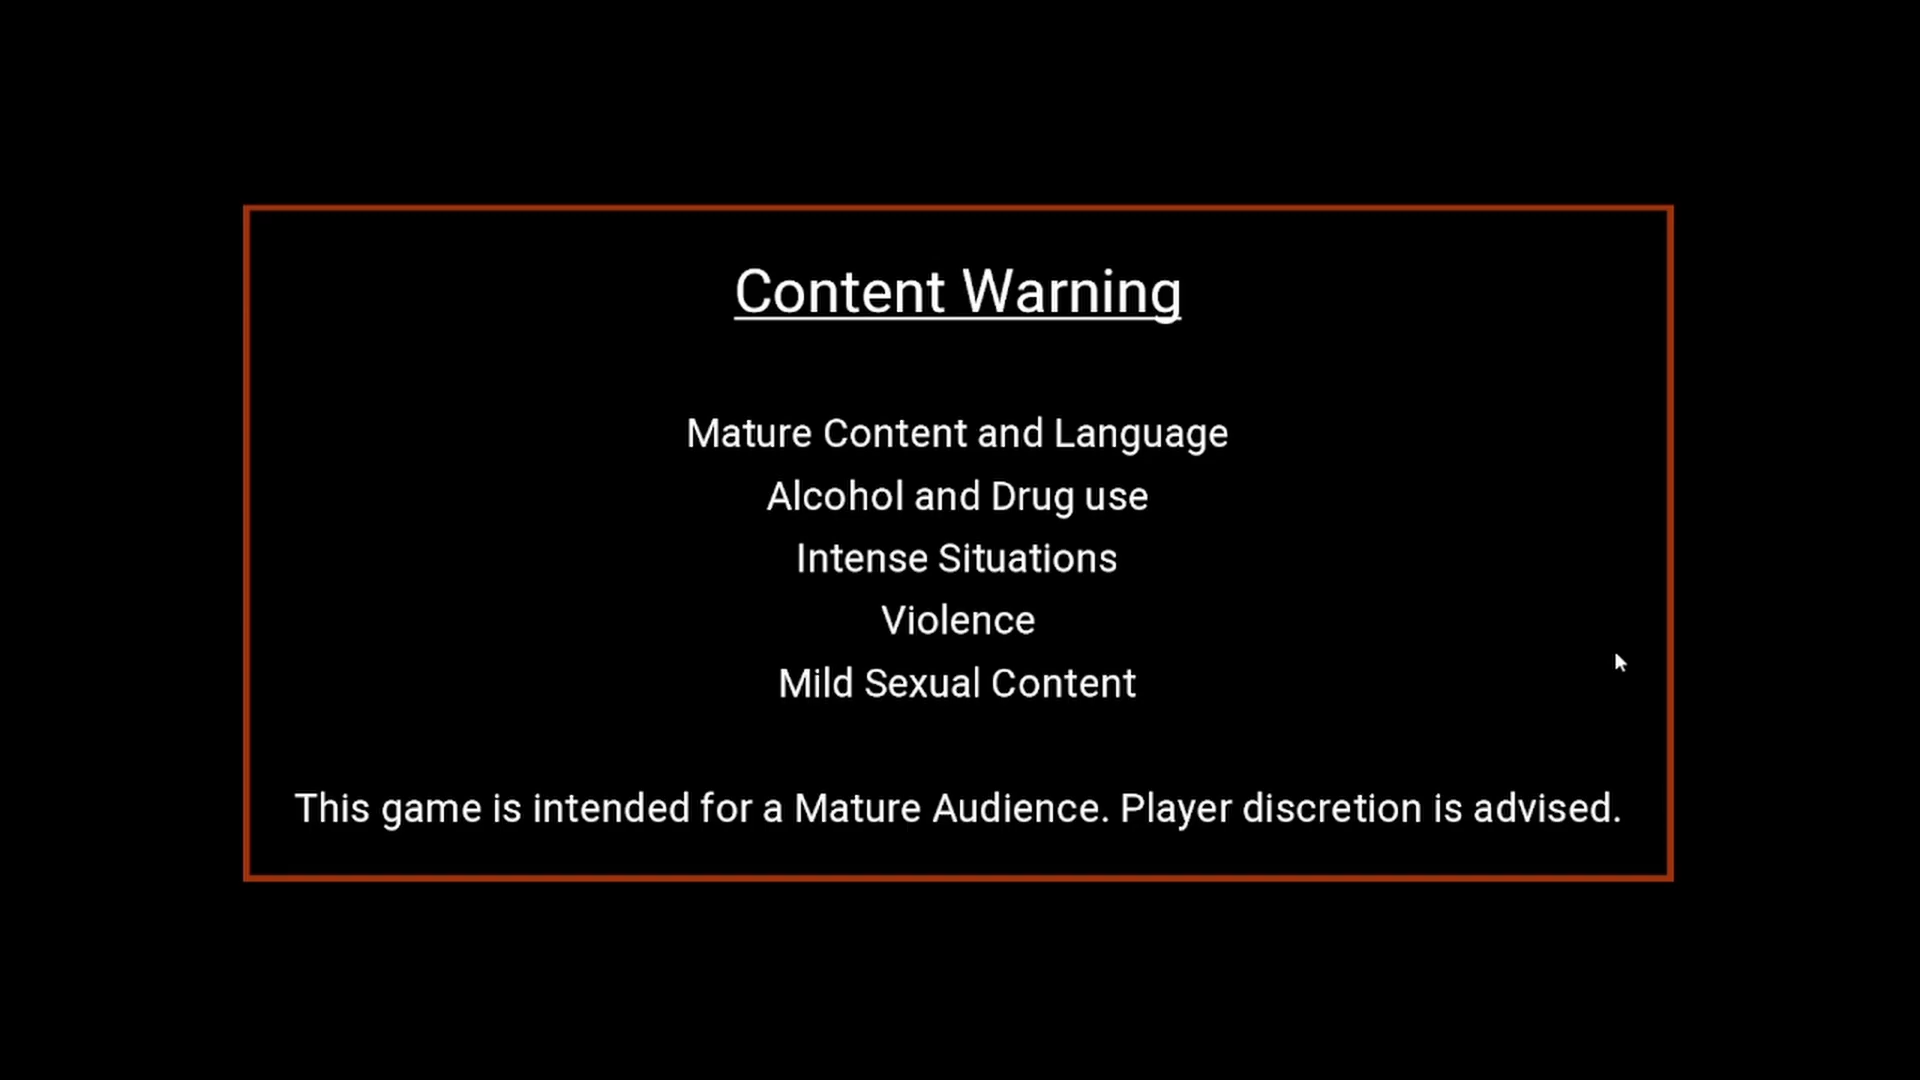 Content Warning
Mature Content and Language
Alcohol and Drug use
Intense Situations
Violence
Mild Sexual Content
This game is intended for a Mature Audience. Player discretion is advised.